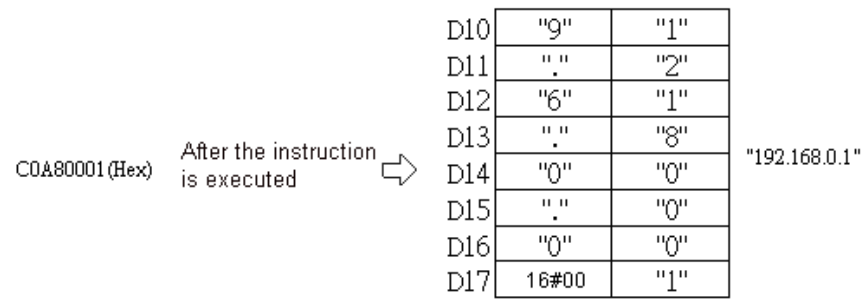 D10 "9" "1"
D11 "." "2"
D12 "6" "1"
D13 "." "8"
D14 "0" "0"
D15 "." "0"
D16 "0" "0"
D17 16#00 "1"
C0A80001(Hex)
After the instruction
is executed
"192.168.0.1"